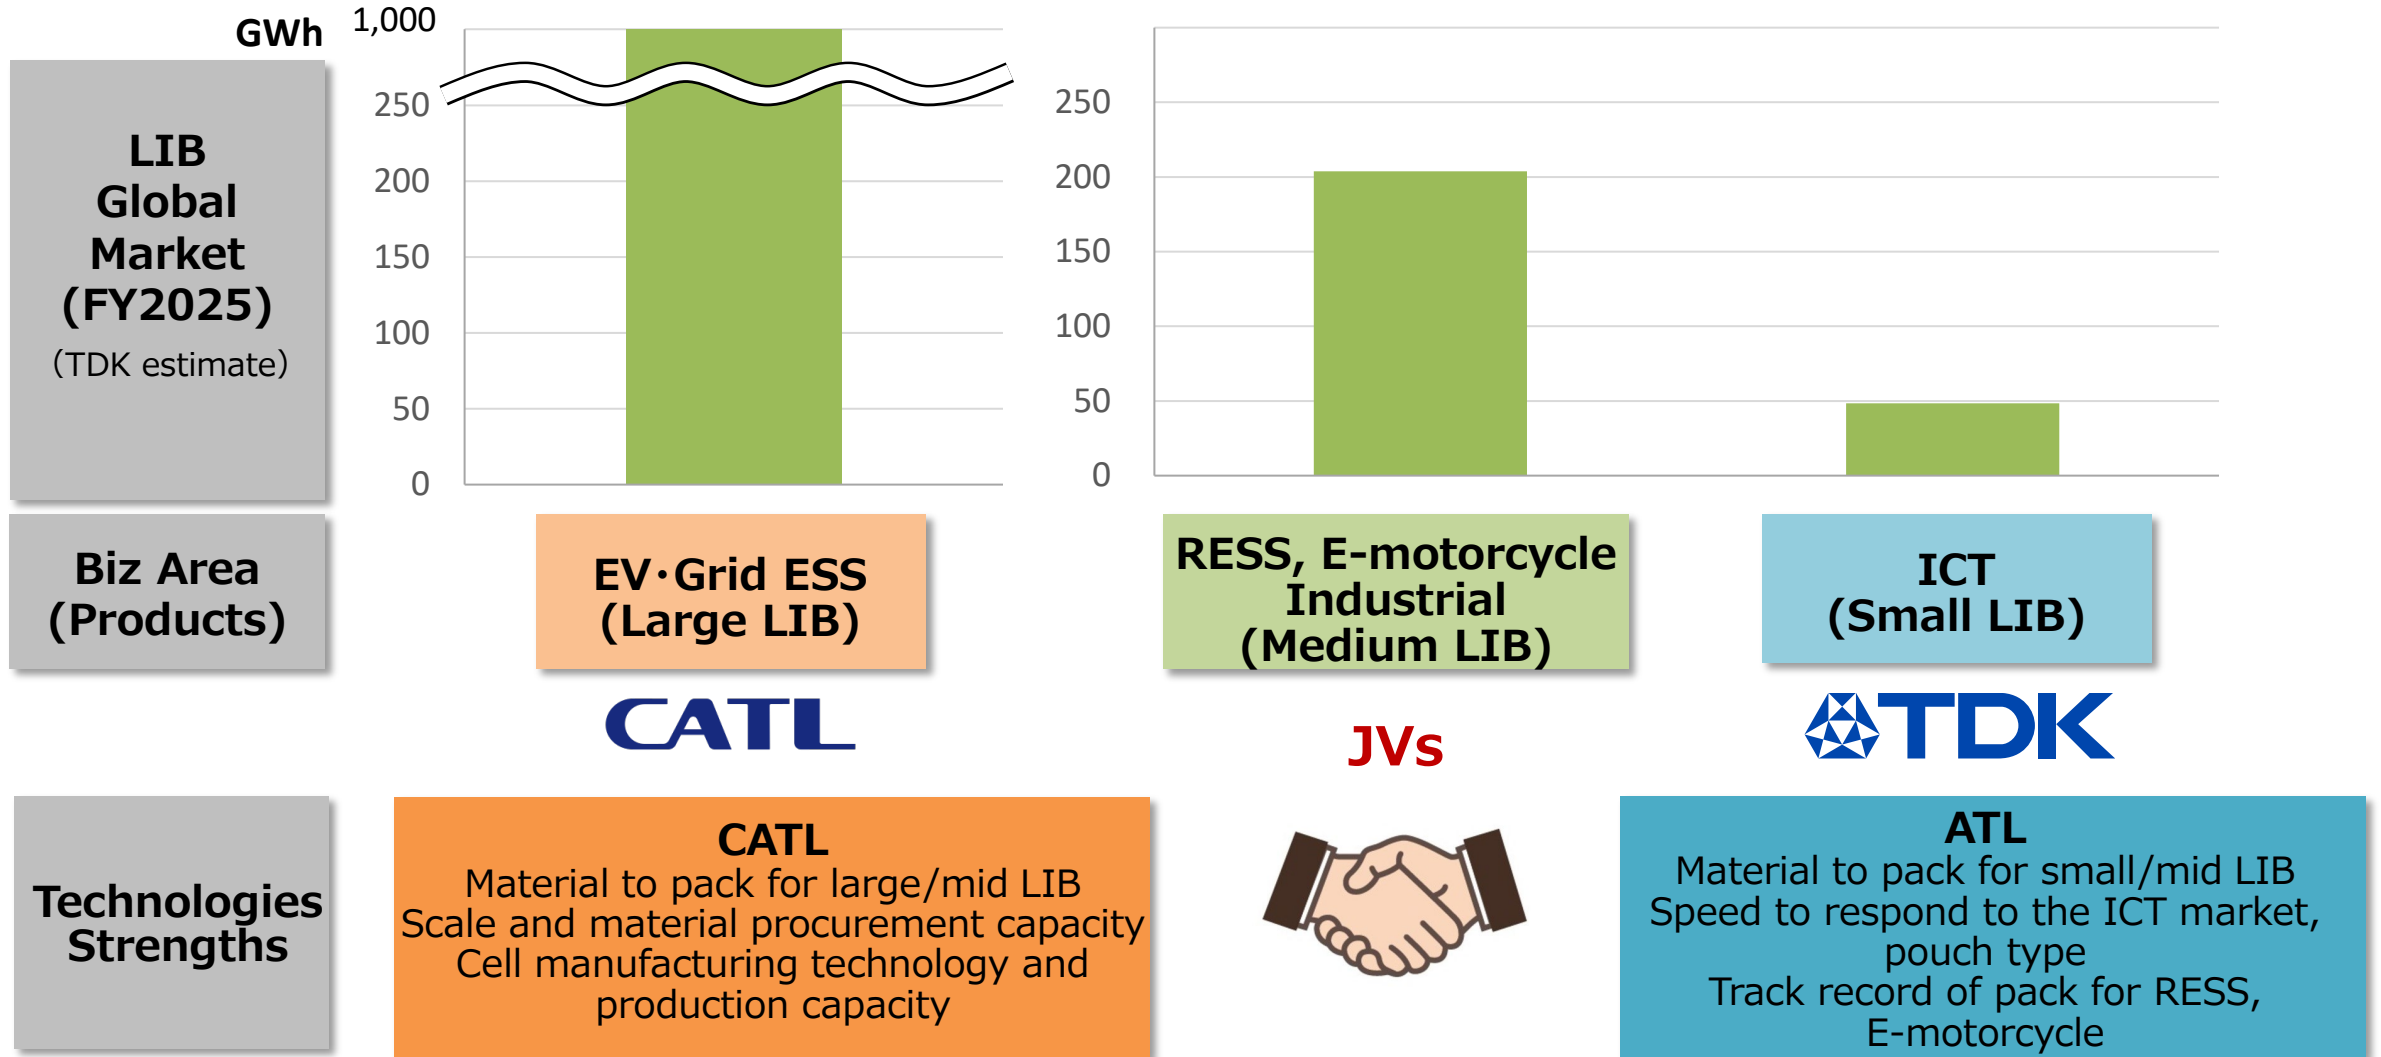 GWh
1,000
250
200
150
100
50
0
250
200
150
100
50
0
LIB
Global
Market
(FY2025)
（TDK estimate）
Biz Area
(Products)
EV･Grid ESS
(Large LIB)
RESS, E-motorcycle
Industrial
(Medium LIB)
ICT
(Small LIB)
CATL
JVs
TDK
Technologies
Strengths
CATL
Material to pack for large/mid LIB
Scale and material procurement capacity
Cell manufacturing technology and
production capacity
ATL
Material to pack for small/mid LIB
Speed to respond to the ICT market,
pouch type
Track record of pack for RESS,
E-motorcycle